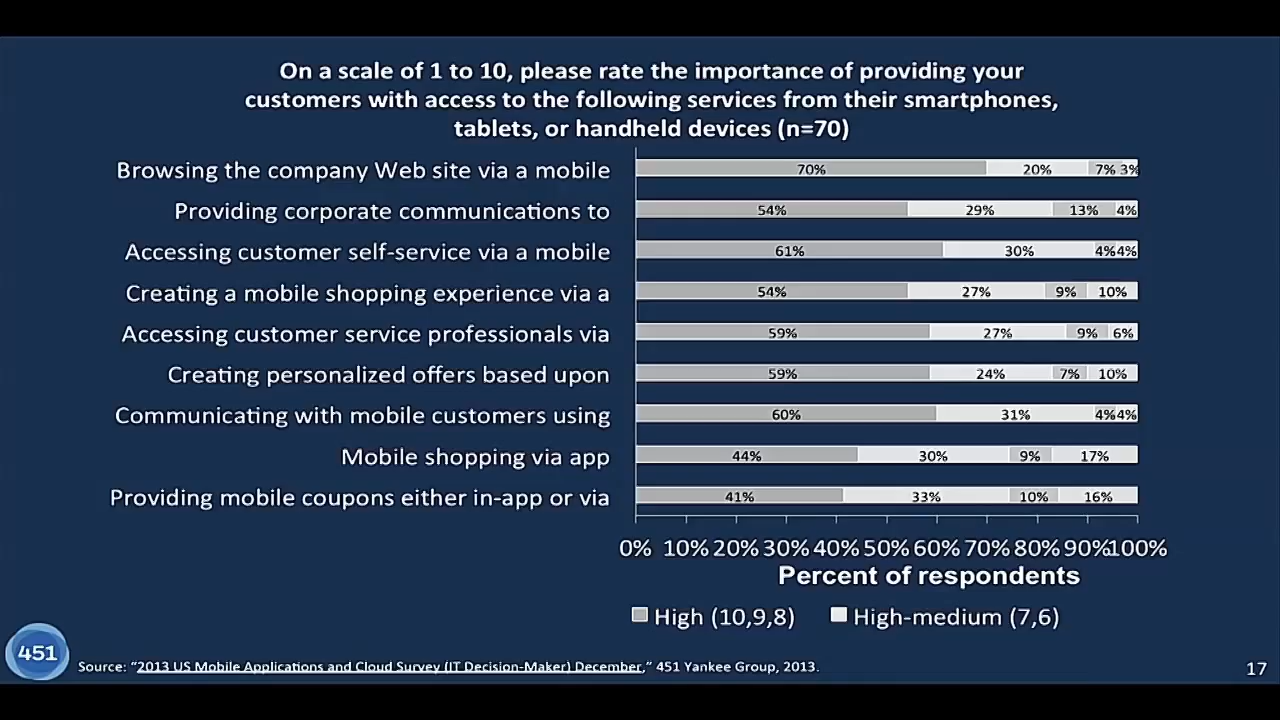 On a scale of 1 to 10, please rate the importance of providing your
customers with access to the following services from their smartphones,
tablets, or handheld devices (n=70)
Browsing the company Web site via a mobile
70% 20% 7% 3%
Providing corporate communications to
54% 29% 13% 4%
Accessing customer self-service via a mobile
61% 30% 4% 4%
Creating a mobile shopping experience via a
54% 27% 9% 10%
Accessing customer service professionals via
59% 27% 9% 6%
Creating personalized offers based upon
59% 24% 7% 10%
Communicating with mobile customers using
60% 31% 4% 4%
Mobile shopping via app
44% 30% 9% 17%
Providing mobile coupons either in-app or via
41% 33% 10% 16%
0% 10% 20% 30% 40% 50% 60% 70% 80% 90% 100%
Percent of respondents
High (10,9,8) High-medium (7,6)
451
Source: “2013 US Mobile Applications and Cloud Survey (IT Decision-Maker) December,” 451 Yankee Group, 2013.
17